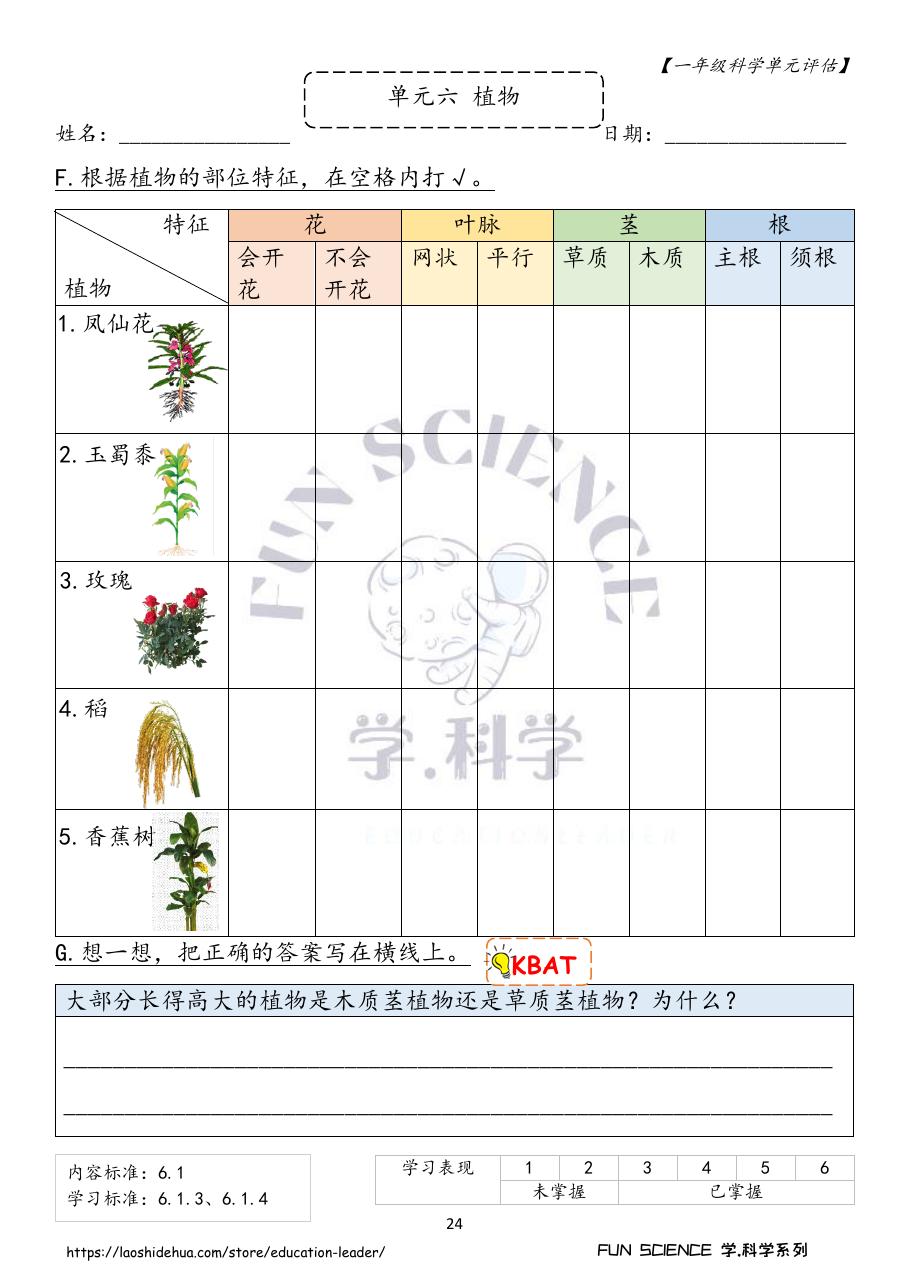 【一年级科学单元评估】
单元六 植物
姓名：________________ 日期：_________________
F.根据植物的部位特征，在空格内打√。
特征 花 叶脉 茎 根
植物 会开花 不会开花 网状 平行 草质 木质 主根 须根
1.凤仙花
2.玉蜀黍
3.玫瑰
4.稻
5.香蕉树
FUN SCIENCE
学.科学
EDUCATION LEADER
G.想一想，把正确的答案写在横线上。 KBAT
大部分长得高大的植物是木质茎植物还是草质茎植物？为什么？
内容标准：6.1
学习标准：6.1.3、6.1.4
学习表现 1 2 3 4 5 6
未掌握 已掌握
24
https://laoshidehua.com/store/education-leader/ FUN SCIENCE 学.科学系列